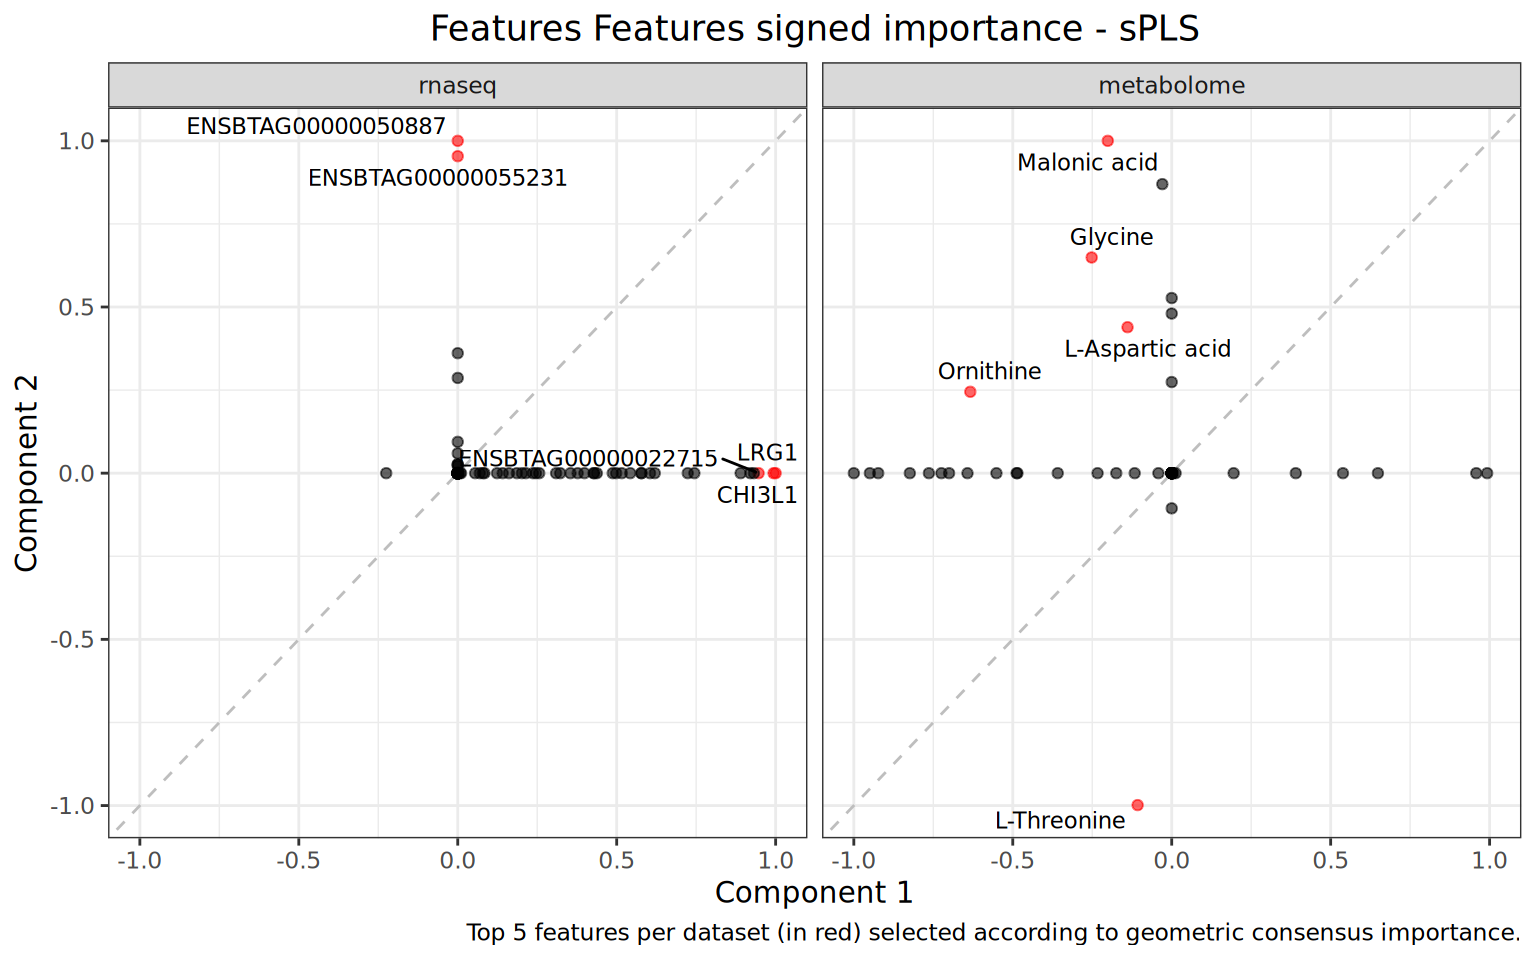 Features Features signed importance - sPLS
rnaseq
metabolome
ENSBTAG00000050887
ENSBTAG00000055231
ENSBTAG00000022715
LRG1
CHI3L1
Malonic acid
Glycine
L-Aspartic acid
Ornithine
L-Threonine
1.0
0.5
0.0
-0.5
-1.0
Component 2
-1.0 -0.5 0.0 0.5 1.0
-1.0 -0.5 0.0 0.5 1.0
Component 1
Top 5 features per dataset (in red) selected according to geometric consensus importance.